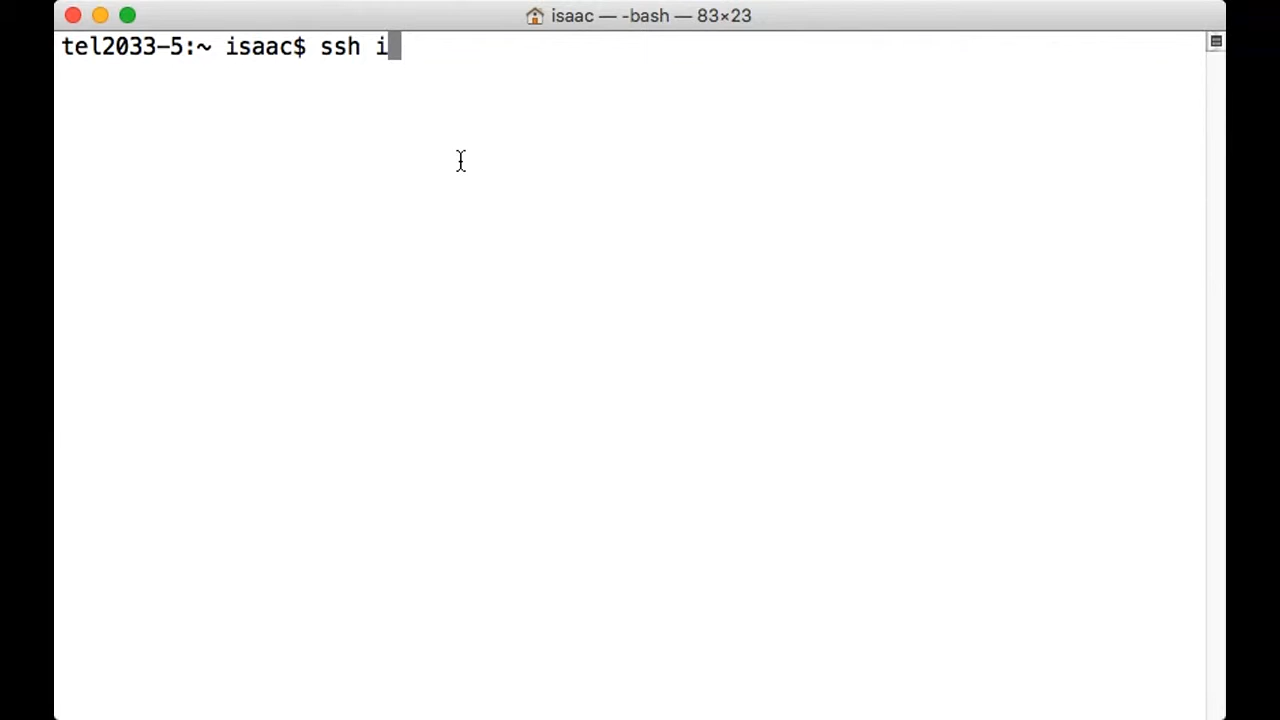 isaac — -bash — 83×23
tel2033-5:~ isaac$ ssh i